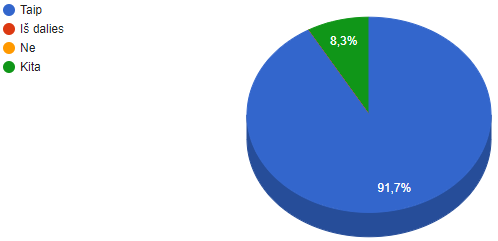 Taip
Iš dalies
Ne
Kita
8,3%
91,7%